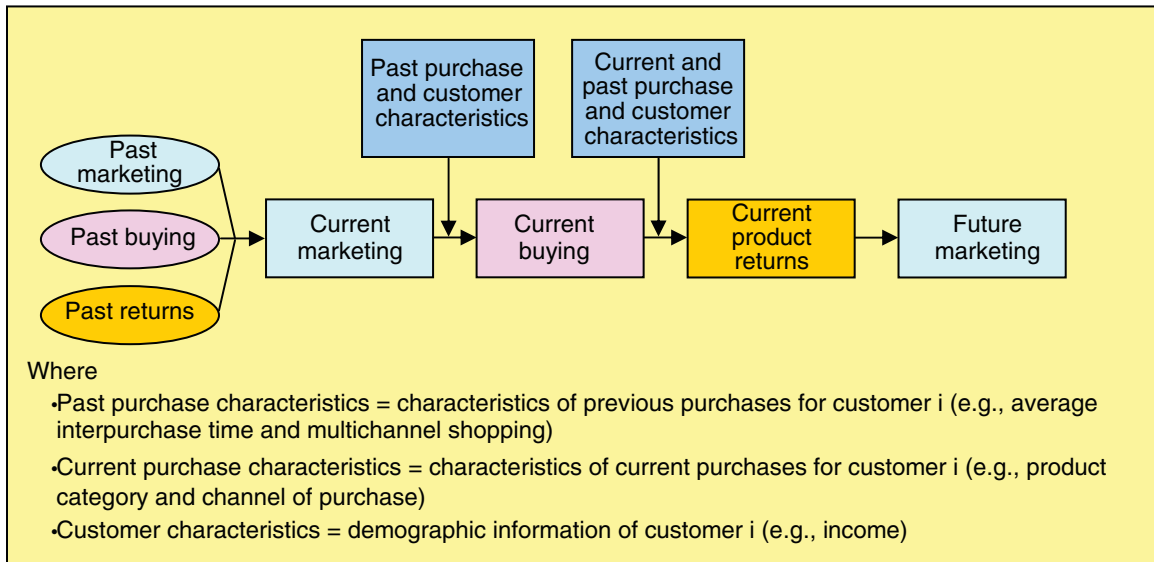 Past purchase
and customer
characteristics
Current and
past purchase
and customer
characteristics
Past
marketing
Past buying
Past returns
Current
marketing
Current
buying
Current
product
returns
Future
marketing
Where
•Past purchase characteristics = characteristics of previous purchases for customer i (e.g., average
interpurchase time and multichannel shopping)
•Current purchase characteristics = characteristics of current purchases for customer i (e.g., product
category and channel of purchase)
•Customer characteristics = demographic information of customer i (e.g., income)